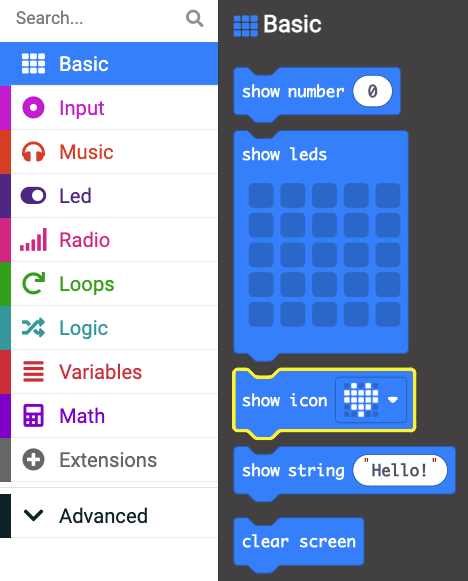 Search...
Basic
Input
Music
Led
Radio
Loops
Logic
Variables
Math
Extensions
Advanced
Basic
show number 0
show leds
show icon
show string "Hello!"
clear screen